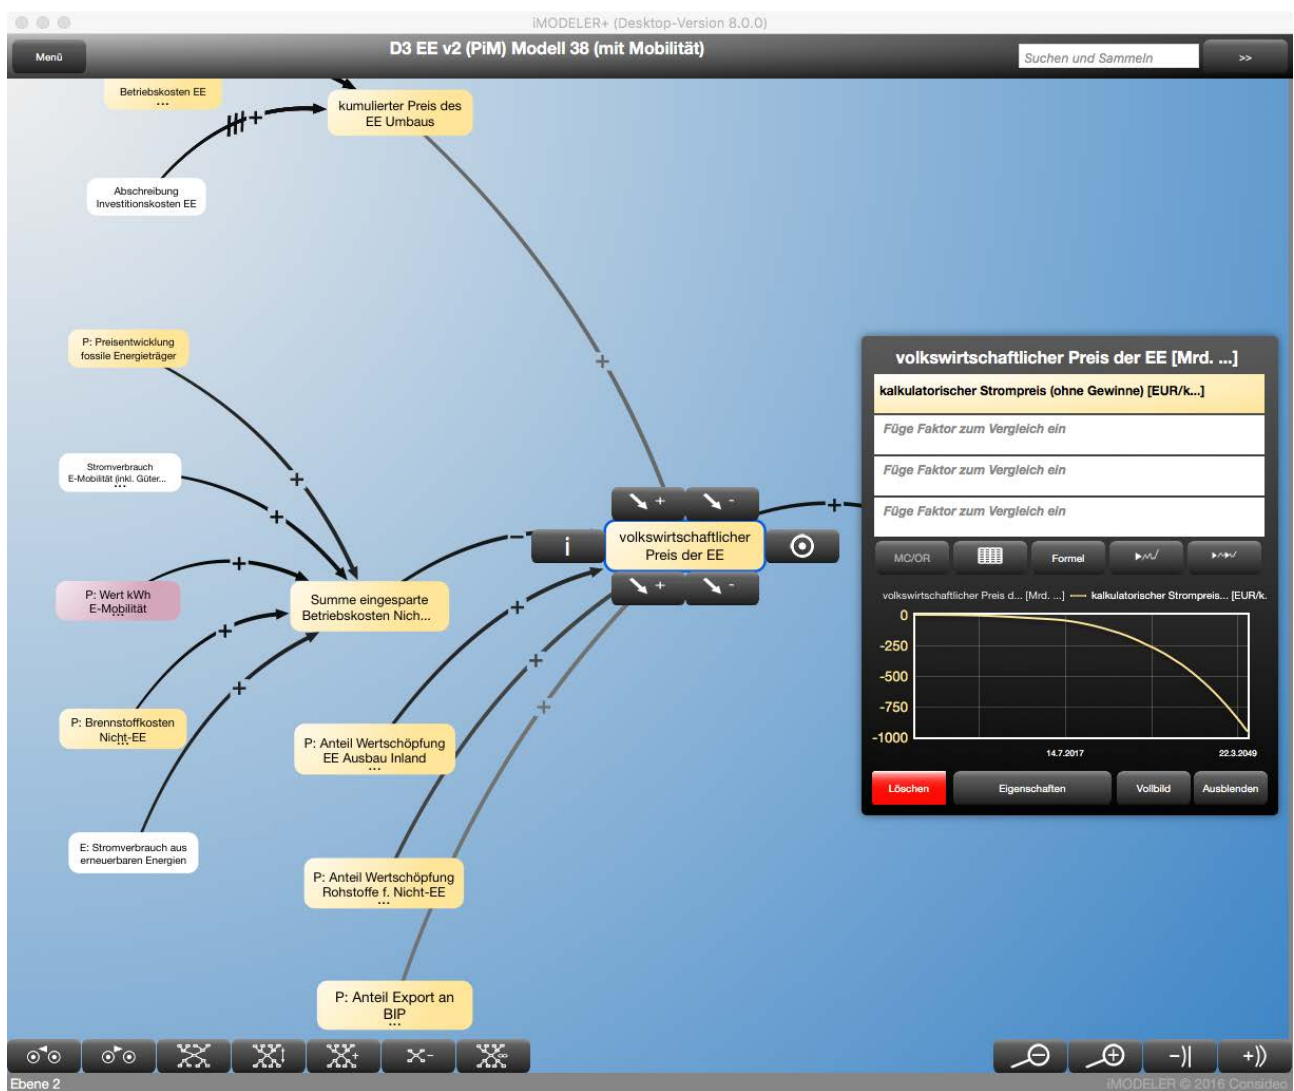 iMODELER+ (Desktop-Version 8.0.0)
Menü
D3 EE v2 (PiM) Modell 38 (mit Mobilität)
Suchen und Sammeln
>>
Betriebskosten EE
...
kumulierter Preis des
EE Umbaus
+
Abschreibung
Investitionskosten EE
+
P: Preisentwicklung
fossile Energieträger
+
Stromverbrauch
E-Mobilität (inkl. Güter...
...
+
P: Wert kWh
E-Mobilität
...
+
Summe eingesparte
Betriebskosten Nich...
-
P: Brennstoffkosten
Nicht-EE
...
+
E: Stromverbrauch aus
erneuerbaren Energien
+
+ -
i
volkswirtschaftlicher
Preis der EE
+ -
+
P: Anteil Wertschöpfung
EE Ausbau Inland
...
+
P: Anteil Wertschöpfung
Rohstoffe f. Nicht-EE
...
+
P: Anteil Export an
BIP
...
+
volkswirtschaftlicher Preis der EE [Mrd. ...]
kalkulatorischer Strompreis (ohne Gewinne) [EUR/k...]
Füge Faktor zum Vergleich ein
Füge Faktor zum Vergleich ein
Füge Faktor zum Vergleich ein
MC/OR
Formel
volkswirtschaftlicher Preis d... [Mrd. ...] kalkulatorischer Strompreis... [EUR/k.
0
-250
-500
-750
-1000
14.7.2017
22.3.2049
Löschen
Eigenschaften
Vollbild
Ausblenden
-)|
+))
Ebene 2
iMODELER © 2016 Consideo